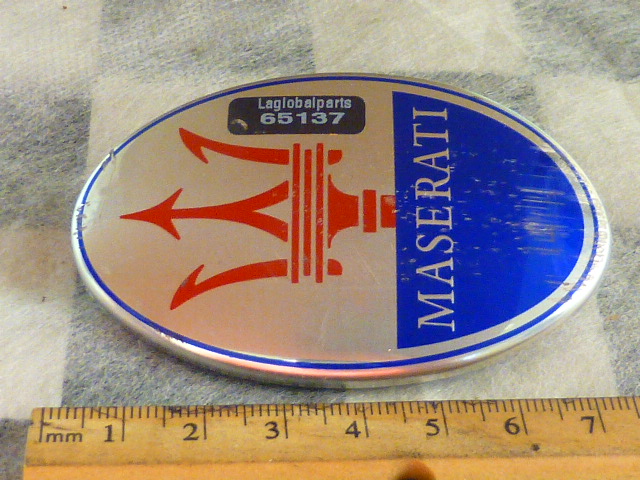 Laglobalparts
65137
MASERATI
mm 1 2 3 4 5 6 7